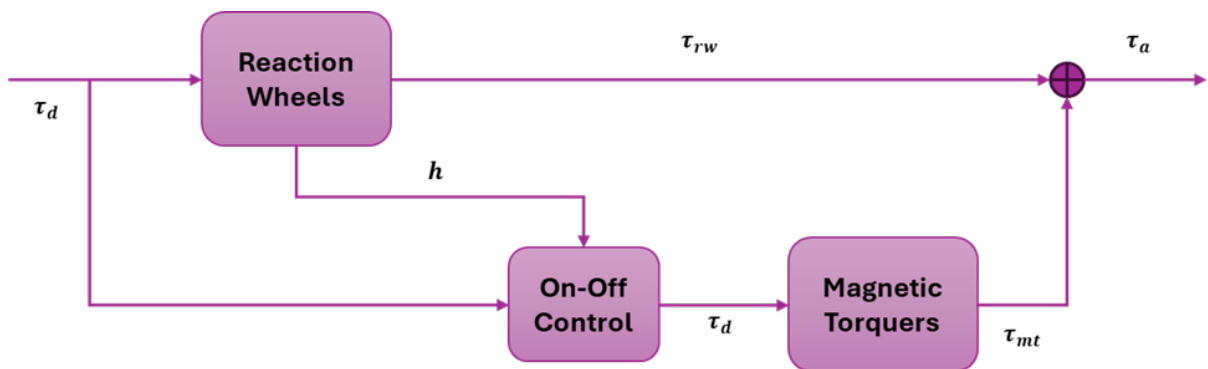 Reaction
Wheels
τ_rw
τ_a
τ_d
h
On-Off
Control
τ_d
Magnetic
Torquers
τ_mt